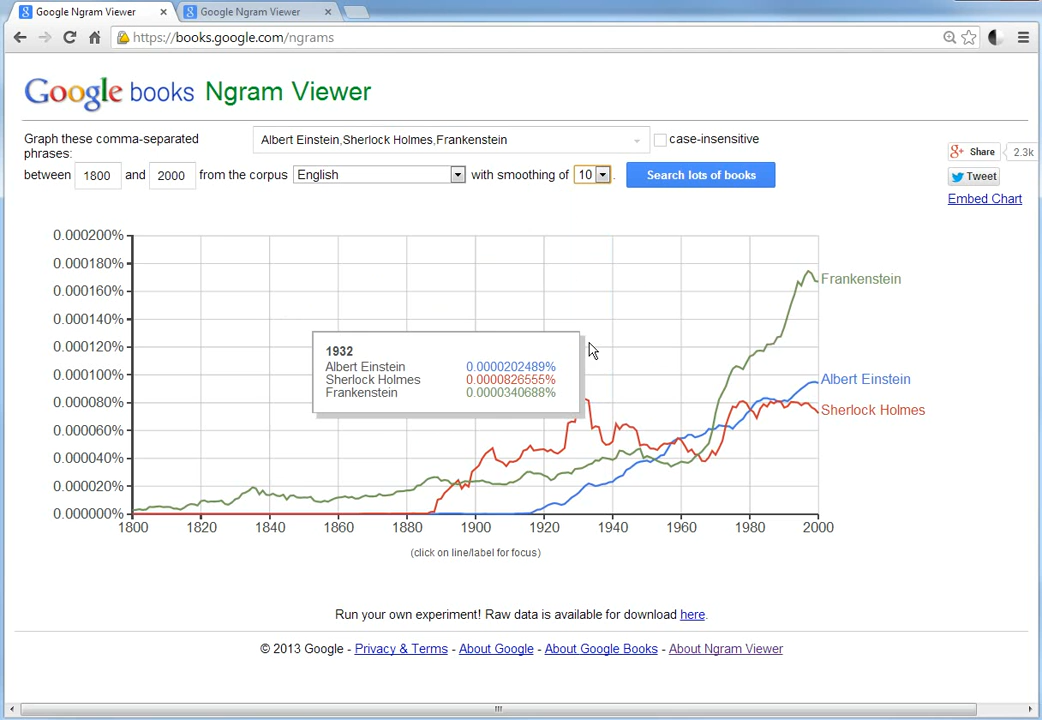 Google Ngram Viewer × Google Ngram Viewer ×
https://books.google.com/ngrams
Google books Ngram Viewer
Graph these comma-separated phrases: Albert Einstein,Sherlock Holmes,Frankenstein case-insensitive
between 1800 and 2000 from the corpus English with smoothing of 10 . Search lots of books
Share 2.3k
Tweet
Embed Chart
0.000200%
0.000180%
0.000160%
0.000140%
0.000120%
0.000100%
0.000080%
0.000060%
0.000040%
0.000020%
0.000000%
Frankenstein
Albert Einstein
Sherlock Holmes
1932
Albert Einstein 0.0000202489%
Sherlock Holmes 0.0000826555%
Frankenstein 0.0000340688%
1800 1820 1840 1860 1880 1900 1920 1940 1960 1980 2000
(click on line/label for focus)
Run your own experiment! Raw data is available for download here.
© 2013 Google - Privacy & Terms - About Google - About Google Books - About Ngram Viewer